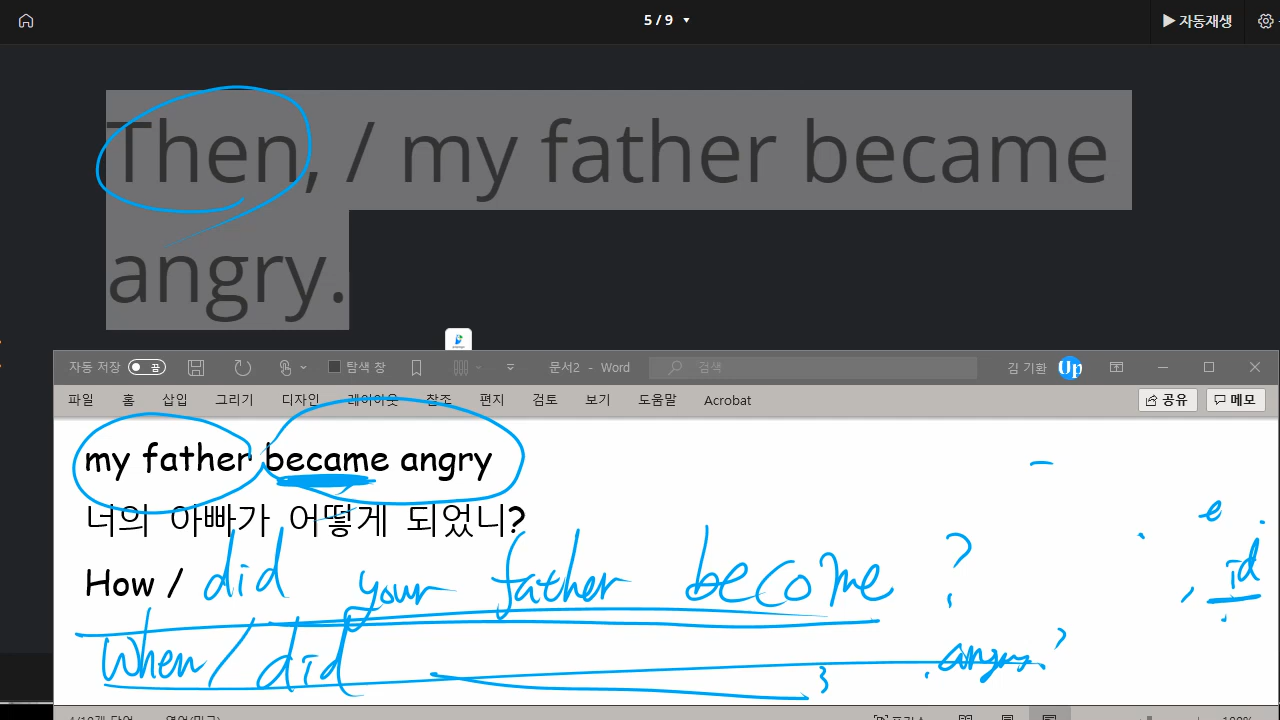 5 / 9
자동재생
Then, / my father became
angry.
자동 저장 끔 탐색 창 문서2 - Word 검색 김 기환 Up
파일 홈 삽입 그리기 디자인 레이아웃 참조 편지 검토 보기 도움말 Acrobat 공유 메모
my father became angry
너의 아빠가 어떻게 되었니?
How / did your father become ?
When / did angry ?
e
id